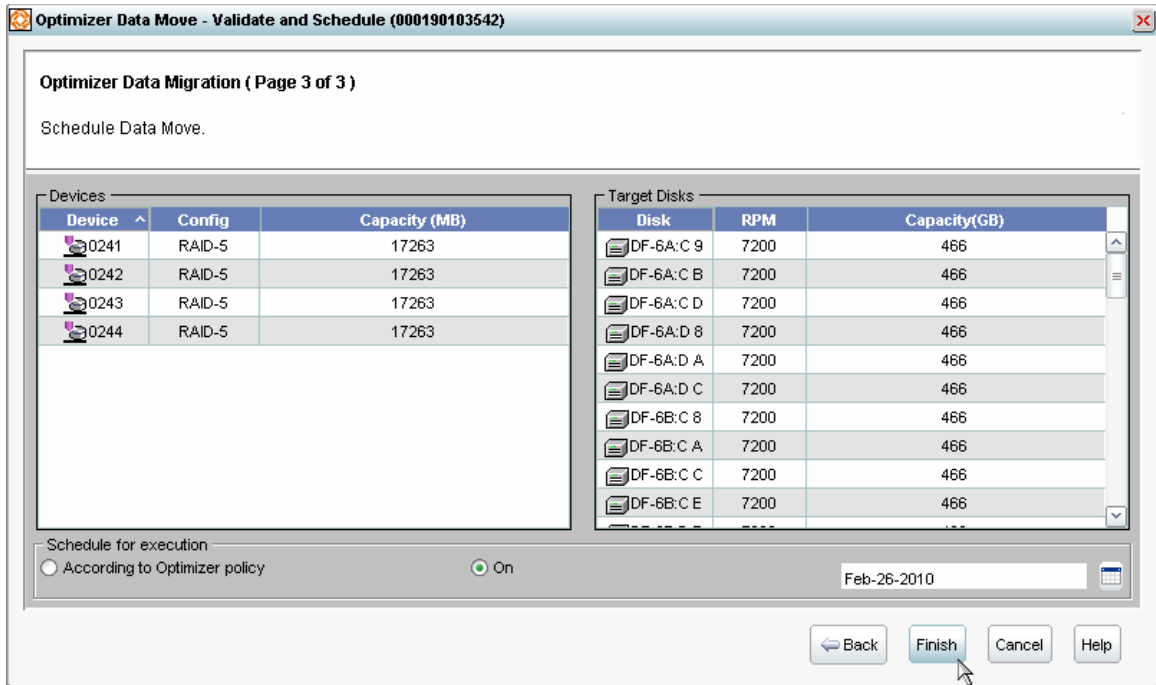 Optimizer Data Move - Validate and Schedule (000190103542)
Optimizer Data Migration ( Page 3 of 3 )
Schedule Data Move.
Devices
Device Config Capacity (MB)
0241 RAID-5 17263
0242 RAID-5 17263
0243 RAID-5 17263
0244 RAID-5 17263
Target Disks
Disk RPM Capacity(GB)
DF-6A:C 9 7200 466
DF-6A:C B 7200 466
DF-6A:C D 7200 466
DF-6A:D 8 7200 466
DF-6A:D A 7200 466
DF-6A:D C 7200 466
DF-6B:C 8 7200 466
DF-6B:C A 7200 466
DF-6B:C C 7200 466
DF-6B:C E 7200 466
Schedule for execution
According to Optimizer policy On Feb-26-2010
Back Finish Cancel Help